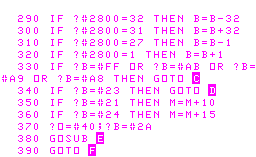 290 IF ?#2800=32 THEN B=B-32
300 IF ?#2800=31 THEN B=B+32
310 IF ?#2800=27 THEN B=B-1
320 IF ?#2800=1 THEN B=B+1
330 IF ?B=#FF OR ?B=#AB OR ?B=
#A9 OR ?B=#A8 THEN GOTO C
340 IF ?B=#23 THEN GOTO D
350 IF ?B=#21 THEN M=M+10
360 IF ?B=#24 THEN M=M+15
370 ?O=#40;?B=#2A
380 GOSUB E
390 GOTO F